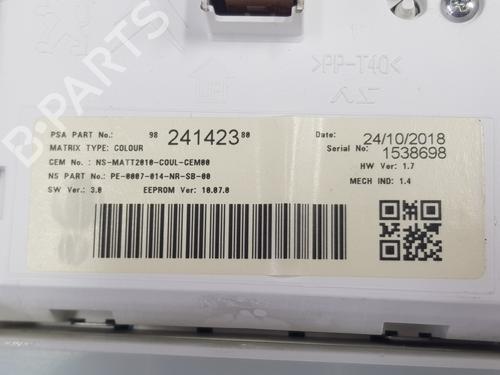 >PP-T40<
PSA PART No.: 98 241423 80
MATRIX TYPE: COLOUR
CEM No. : NS-MATT2010-COUL-CEM00
NS PART No.: PE-0007-014-NR-SB-00
SW Ver.: 3.0 EEPROM Ver: 10.07.0
Date: 24/10/2018
Serial No: 1538698
HW Ver: 1.7
MECH IND: 1.4